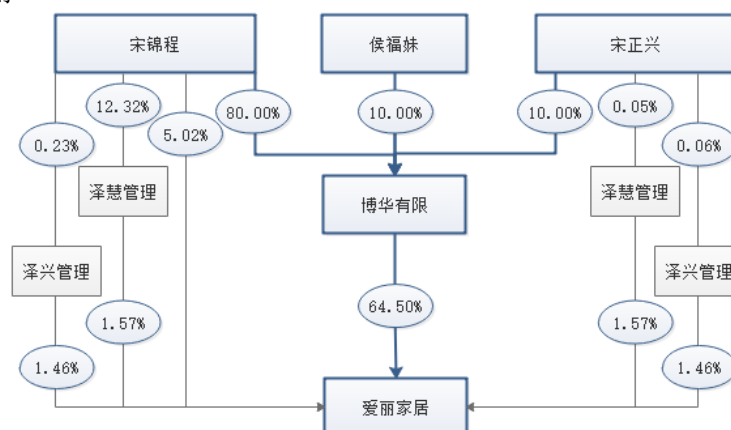 宋锦程
侯福妹
宋正兴
12.32%
80.00%
10.00%
10.00%
0.05%
5.02%
0.23%
0.06%
泽慧管理
博华有限
泽慧管理
泽兴管理
泽兴管理
64.50%
1.57%
1.57%
1.46%
1.46%
爱丽家居